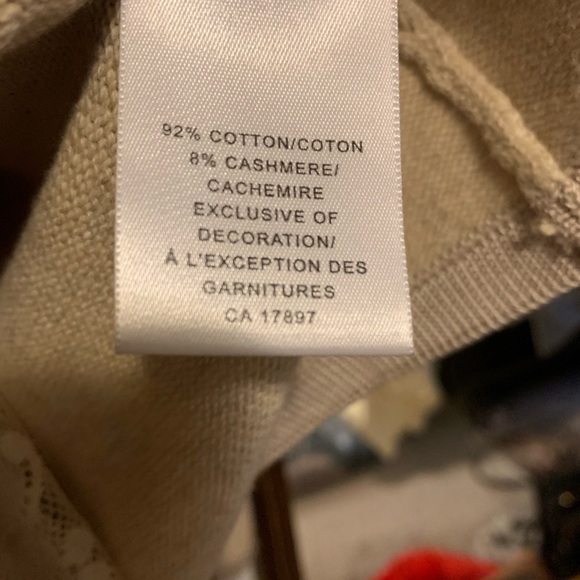 92% COTTON/COTON
8% CASHMERE/
CACHEMIRE
EXCLUSIVE OF
DECORATION/
À L'EXCEPTION DES
GARNITURES
CA 17897